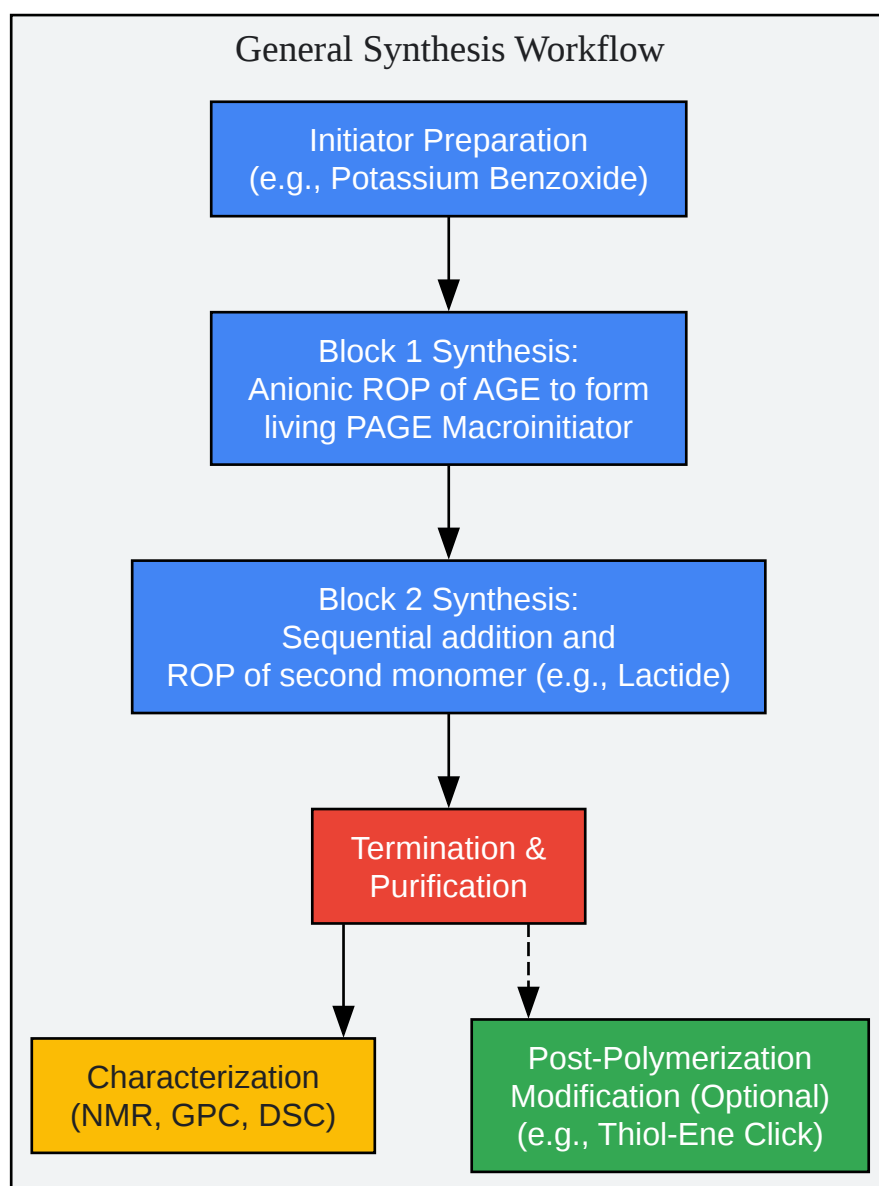 General Synthesis Workflow
Initiator Preparation
(e.g., Potassium Benzoxide)
Block 1 Synthesis:
Anionic ROP of AGE to form
living PAGE Macroinitiator
Block 2 Synthesis:
Sequential addition and
ROP of second monomer (e.g., Lactide)
Termination &
Purification
Characterization
(NMR, GPC, DSC)
Post-Polymerization
Modification (Optional)
(e.g., Thiol-Ene Click)